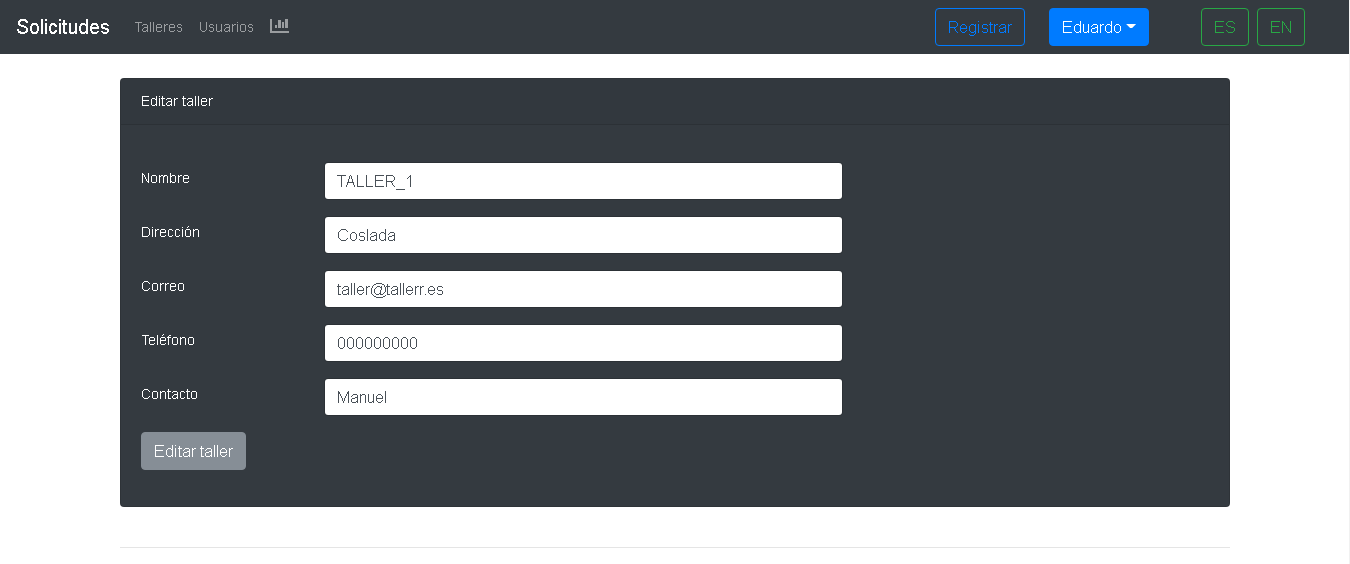 Solicitudes Talleres Usuarios Registrar Eduardo ES EN
Editar taller
Nombre TALLER_1
Dirección Coslada
Correo taller@tallerr.es
Teléfono 000000000
Contacto Manuel
Editar taller